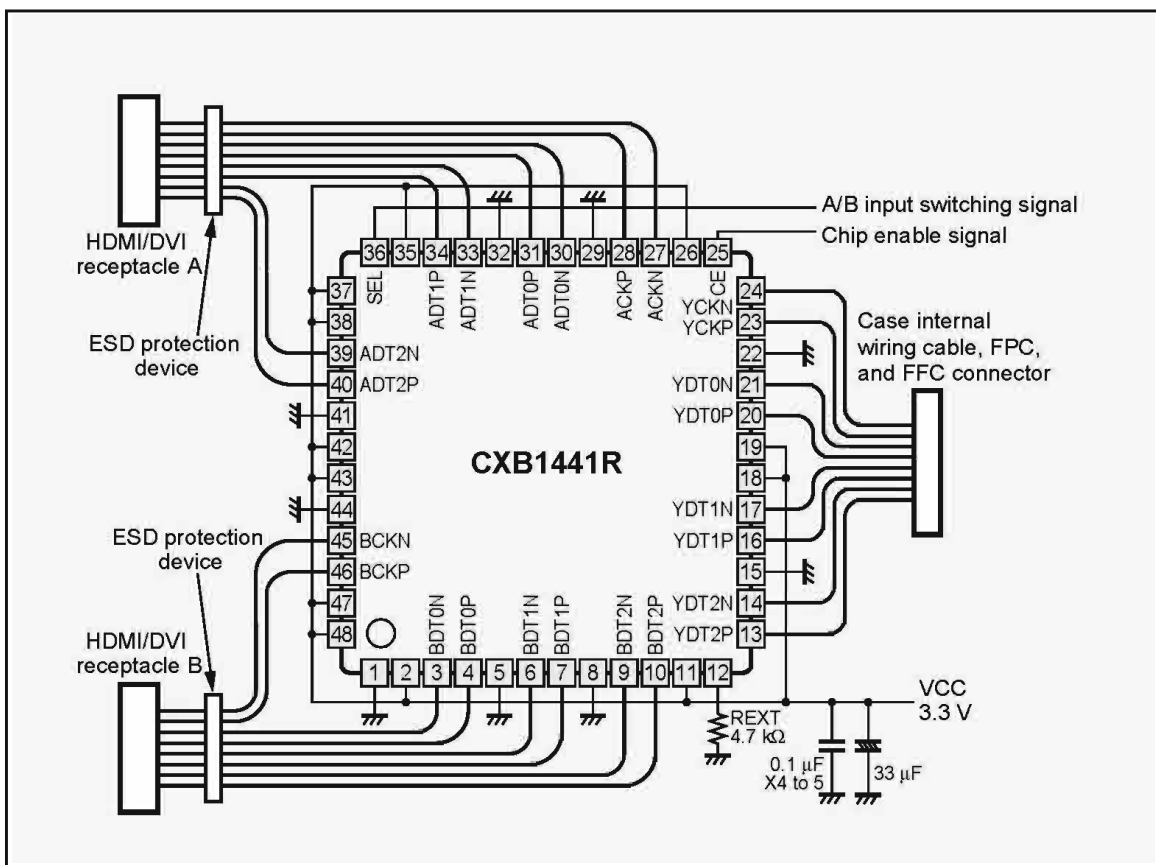 HDMI/DVI
receptacle A
ESD protection
device
A/B input switching signal
Chip enable signal
36 35 34 33 32 31 30 29 28 27 26 25
SEL
ADT1P
ADT1N
ADT0P
ADT0N
ACKP
ACKN
CE
37
38
39 ADT2N
40 ADT2P
41
42
43
44
45 BCKN
46 BCKP
47
48
YCKN 24
YCKP 23
22
YDT0N 21
YDT0P 20
19
18
YDT1N 17
YDT1P 16
15
YDT2N 14
YDT2P 13
Case internal
wiring cable, FPC,
and FFC connector
CXB1441R
ESD protection
device
HDMI/DVI
receptacle B
BDT0N
BDT0P
BDT1N
BDT1P
BDT2N
BDT2P
1 2 3 4 5 6 7 8 9 10 11 12
REXT
4.7 kΩ
VCC
3.3 V
0.1 µF
X4 to 5
33 µF